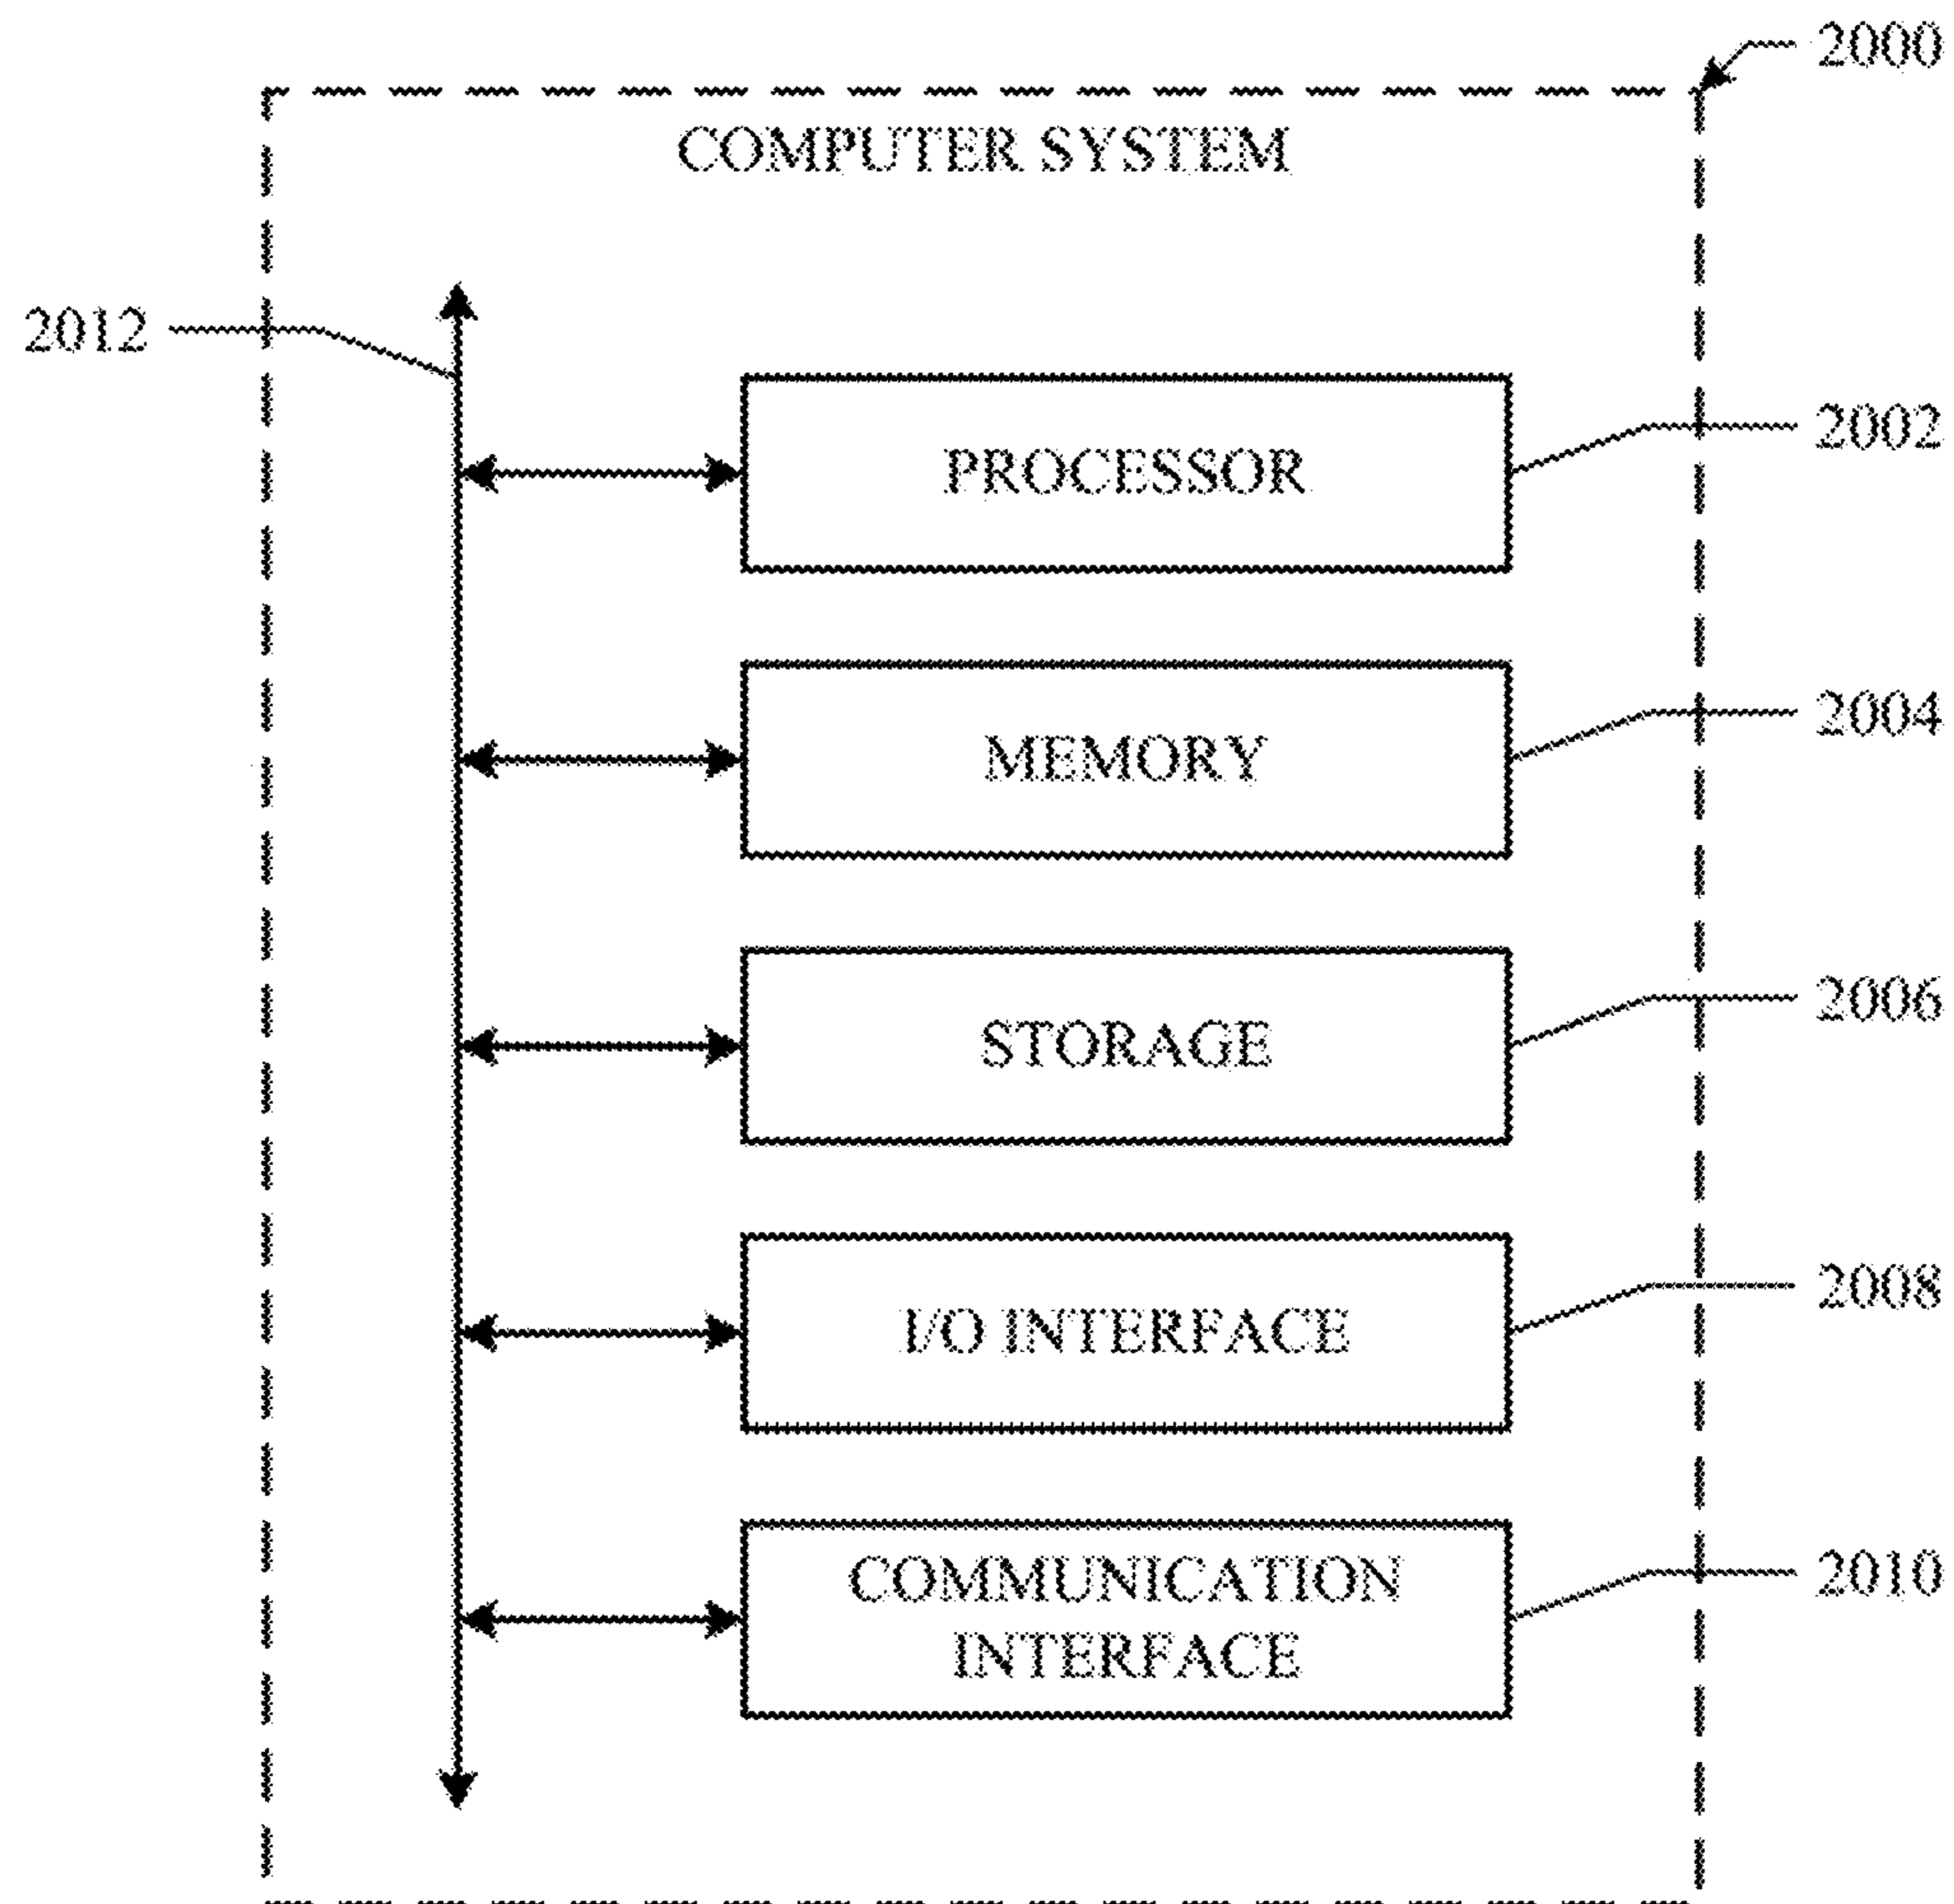 2000
COMPUTER SYSTEM
2012
PROCESSOR
2002
MEMORY
2004
STORAGE
2006
I/O INTERFACE
2008
COMMUNICATION
INTERFACE
2010